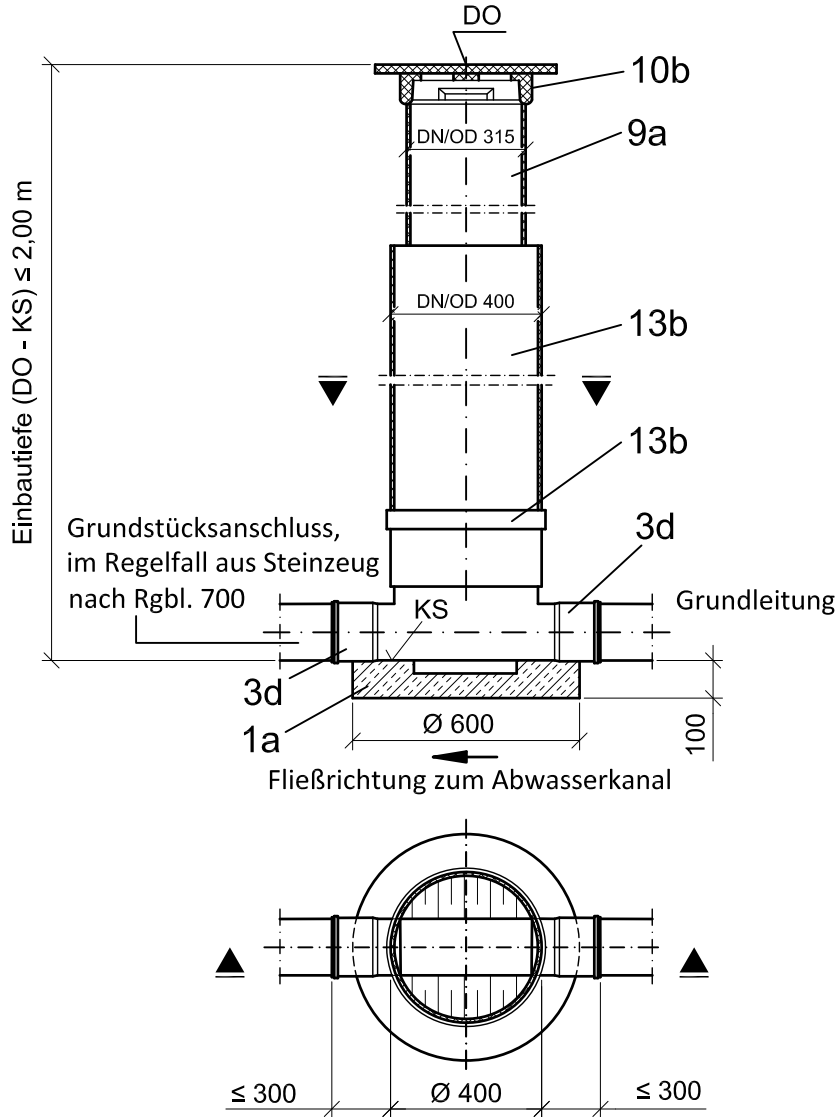 DO
10b
DN/OD 315
9a
Einbautiefe (DO - KS) ≤ 2,00 m
DN/OD 400
13b
13b
Grundstücksanschluss,
im Regelfall aus Steinzeug
nach Rgbl. 700
3d
KS
Grundleitung
3d
1a
Ø 600
100
Fließrichtung zum Abwasserkanal
≤ 300
Ø 400
≤ 300